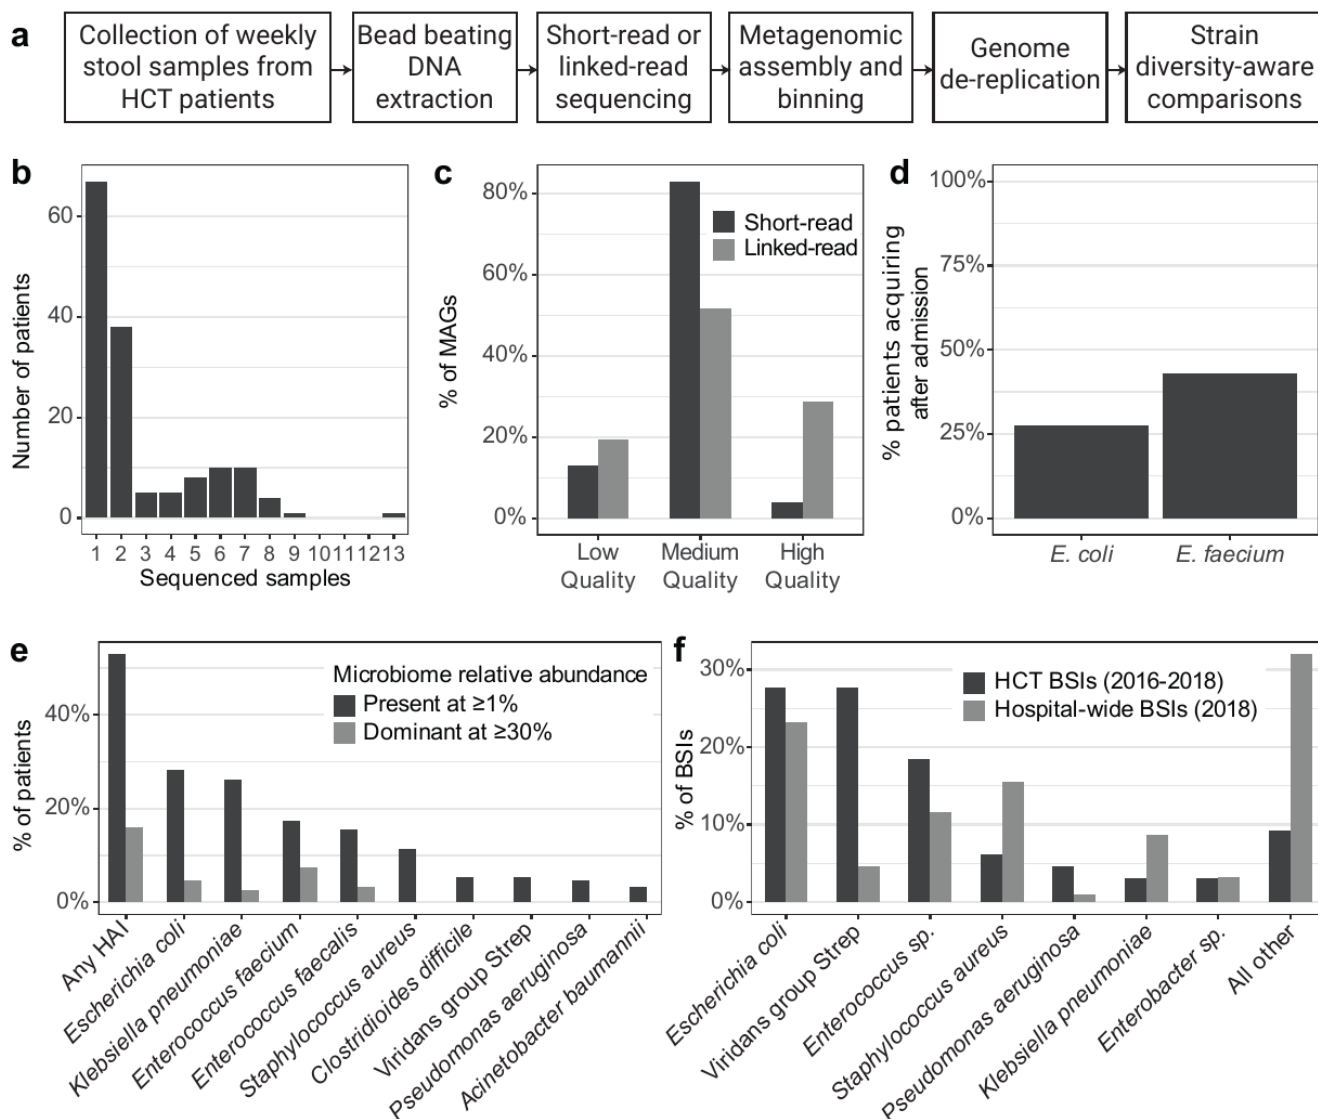 a
Collection of weekly
stool samples from
HCT patients
Bead beating
DNA
extraction
Short-read or
linked-read
sequencing
Metagenomic
assembly and
binning
Genome
de-replication
Strain
diversity-aware
comparisons
b
Number of patients
60
40
20
0
1 2 3 4 5 6 7 8 9 10 11 12 13
Sequenced samples
c
% of MAGs
80%
60%
40%
20%
0%
Short-read
Linked-read
Low
Quality
Medium
Quality
High
Quality
d
% patients acquiring
after admission
100%
75%
50%
25%
0%
E. coli
E. faecium
e
% of patients
40%
20%
0%
Microbiome relative abundance
Present at ≥1%
Dominant at ≥30%
Any HAI
Escherichia coli
Klebsiella pneumoniae
Enterococcus faecium
Enterococcus faecalis
Staphylococcus aureus
Clostridioides difficile
Viridans group Strep
Pseudomonas aeruginosa
Acinetobacter baumannii
f
% of BSIs
30%
20%
10%
0%
HCT BSIs (2016-2018)
Hospital-wide BSIs (2018)
Escherichia coli
Viridans group Strep
Enterococcus sp.
Staphylococcus aureus
Pseudomonas aeruginosa
Klebsiella pneumoniae
Enterobacter sp.
All other